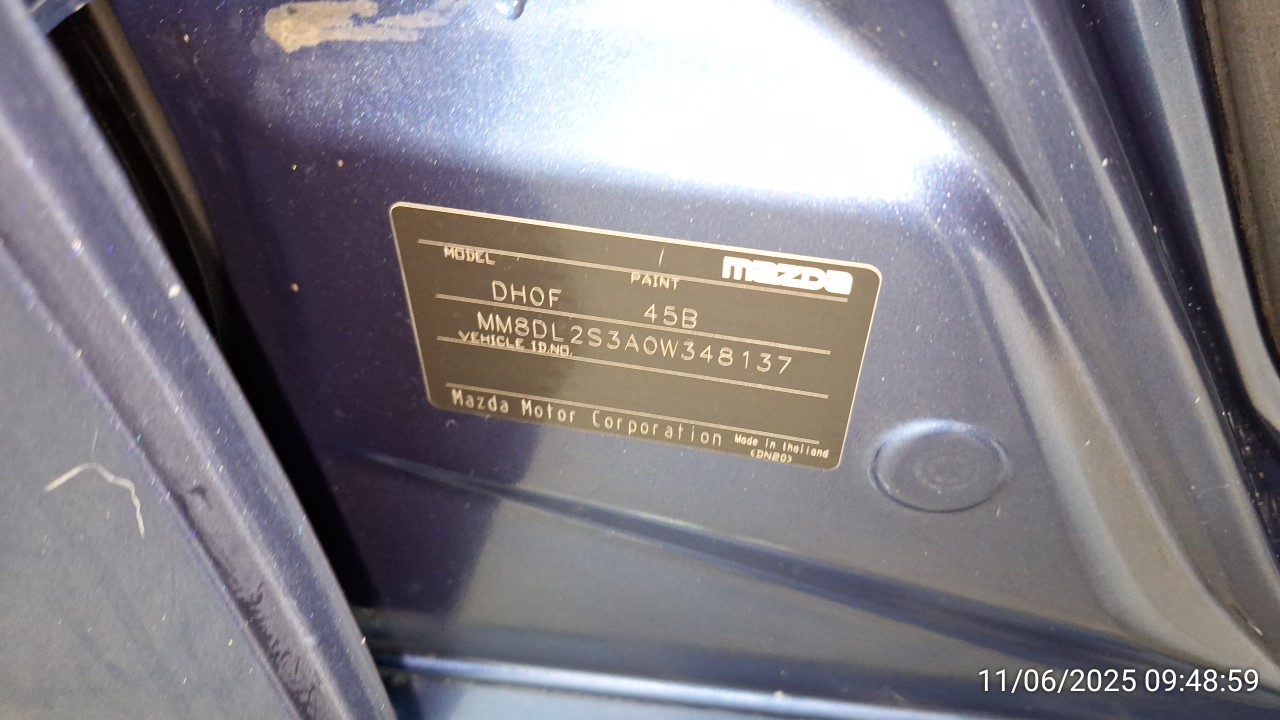 MODEL
PAINT
mazda
DH0F
45B
MM8DL2S3A0W348137
VEHICLE ID.NO.
Mazda Motor Corporation
Made in thailand
(DN20)
11/06/2025 09:48:59